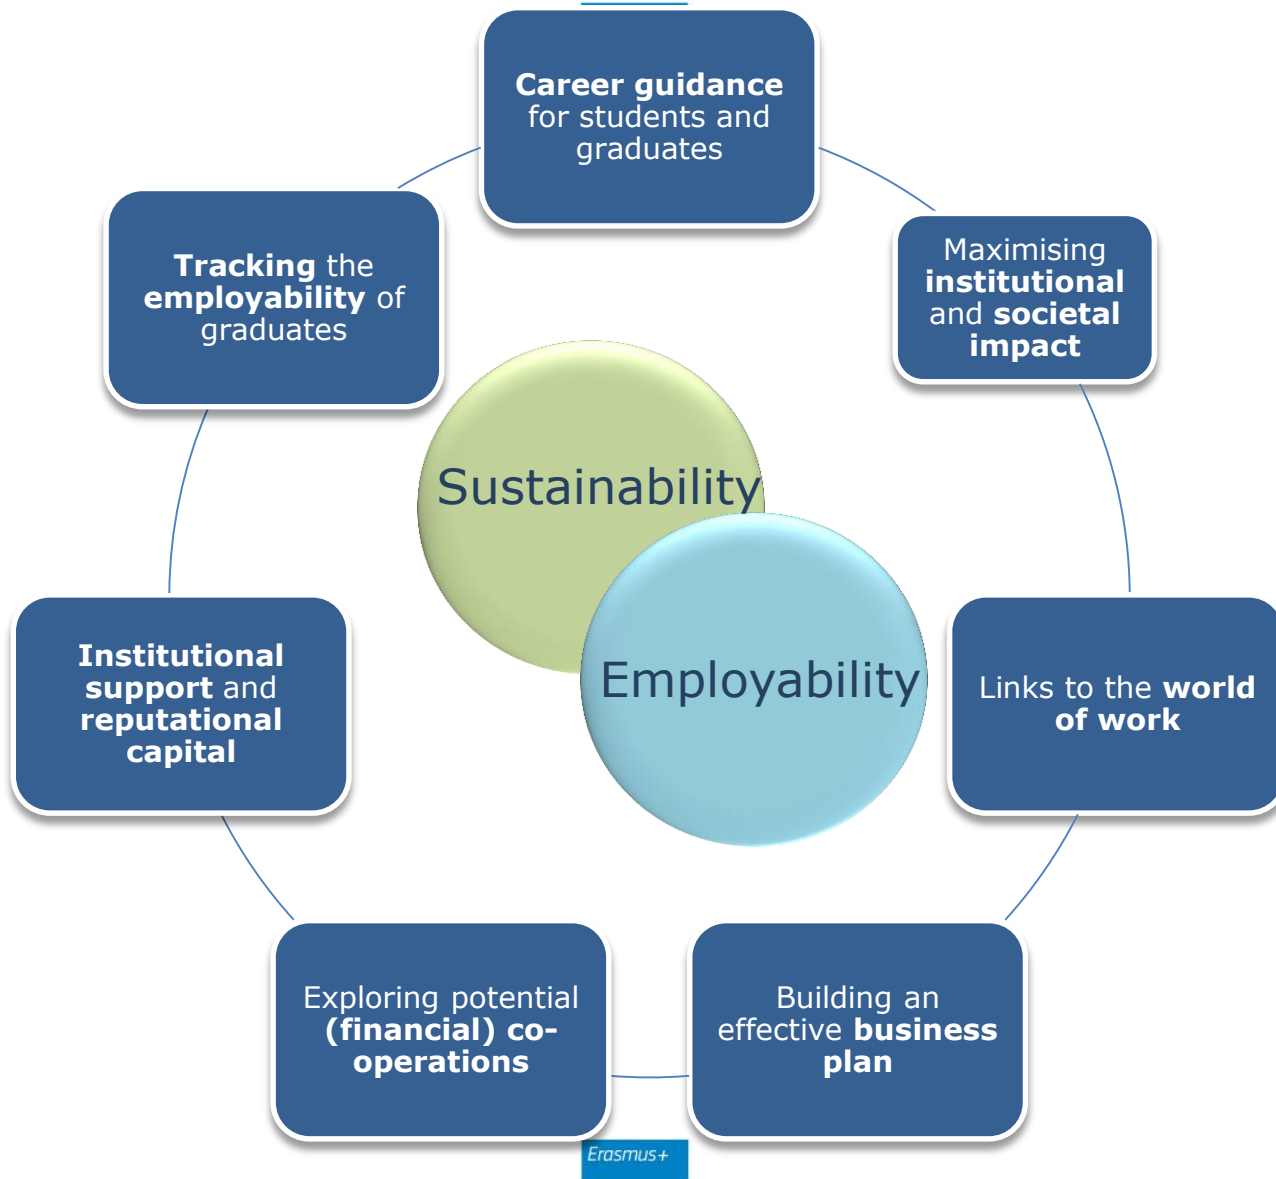 Career guidance
for students and
graduates
Maximising
institutional
and societal
impact
Links to the world
of work
Building an
effective business
plan
Exploring potential
(financial) co-
operations
Institutional
support and
reputational
capital
Tracking the
employability of
graduates
Sustainability
Employability
Erasmus+